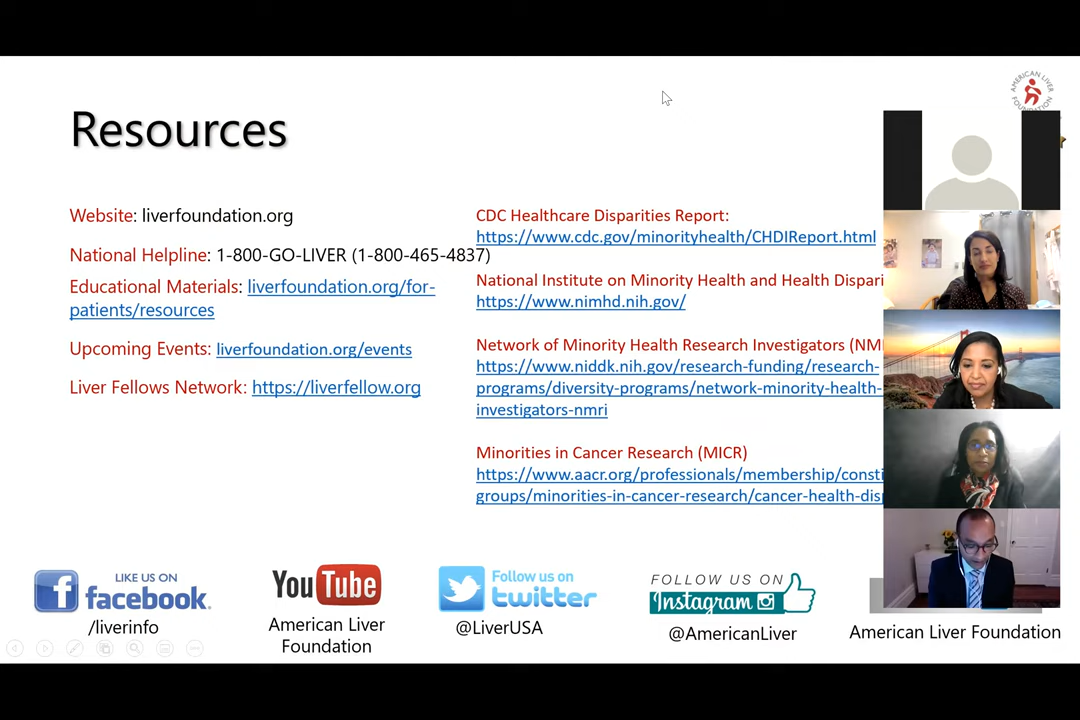 AMERICAN LIVER FOUNDATION
Resources
Website: liverfoundation.org
National Helpline: 1-800-GO-LIVER (1-800-465-4837)
Educational Materials: liverfoundation.org/for-
patients/resources
Upcoming Events: liverfoundation.org/events
Liver Fellows Network: https://liverfellow.org
CDC Healthcare Disparities Report:
https://www.cdc.gov/minorityhealth/CHDIReport.html
National Institute on Minority Health and Health Dispari
https://www.nimhd.nih.gov/
Network of Minority Health Research Investigators (NM
https://www.niddk.nih.gov/research-funding/research-
programs/diversity-programs/network-minority-health-
investigators-nmri
Minorities in Cancer Research (MICR)
https://www.aacr.org/professionals/membership/consti
groups/minorities-in-cancer-research/cancer-health-dis
LIKE US ON
facebook.
/liverinfo
YouTube
American Liver
Foundation
Follow us on
twitter
@LiverUSA
FOLLOW US ON
Instagram
@AmericanLiver
American Liver Foundation